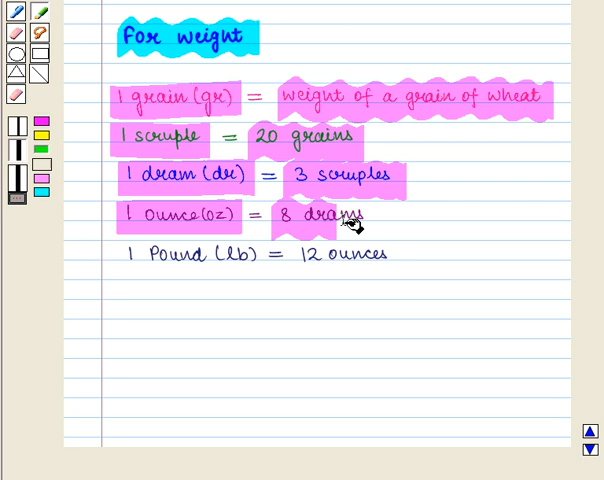 For weight
1 grain (gr) = weight of a grain of wheat
1 scruple = 20 grains
1 dram (dr) = 3 scruples
1 ounce (oz) = 8 drams
1 Pound (lb) = 12 ounces